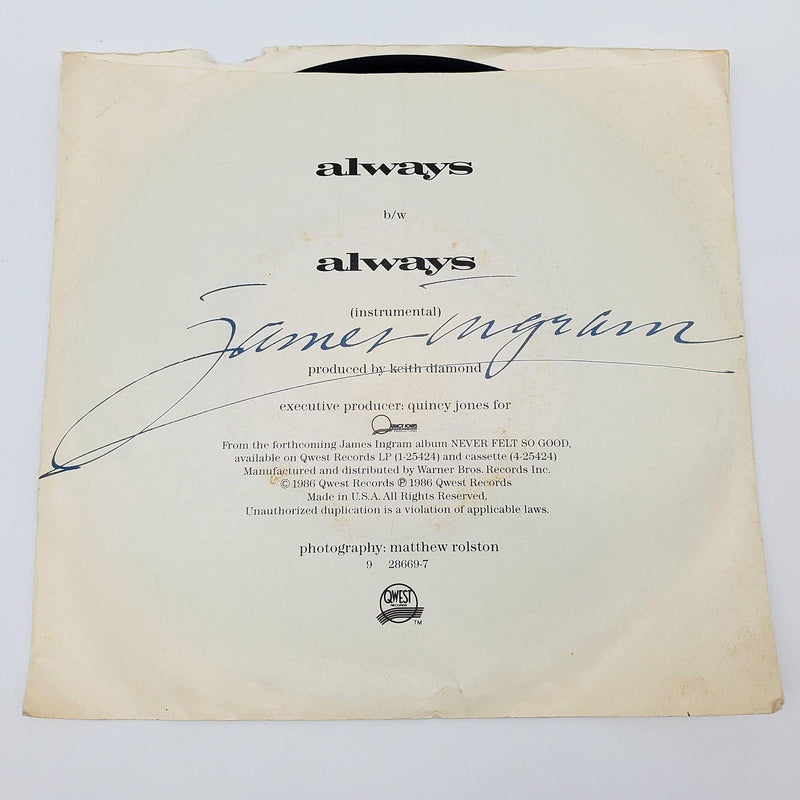 always
b/w
always
(instrumental)
James Ingram
produced by keith diamond
executive producer: quincy jones for
QUINCY JONES
From the forthcoming James Ingram album NEVER FELT SO GOOD,
available on Qwest Records LP (1-25424) and cassette (4-25424)
Manufactured and distributed by Warner Bros. Records Inc.
© 1986 Qwest Records ℗ 1986 Qwest Records
Made in U.S.A. All Rights Reserved.
Unauthorized duplication is a violation of applicable laws.
photography: matthew rolston
9 28669-7
QWEST
RECORDS
TM